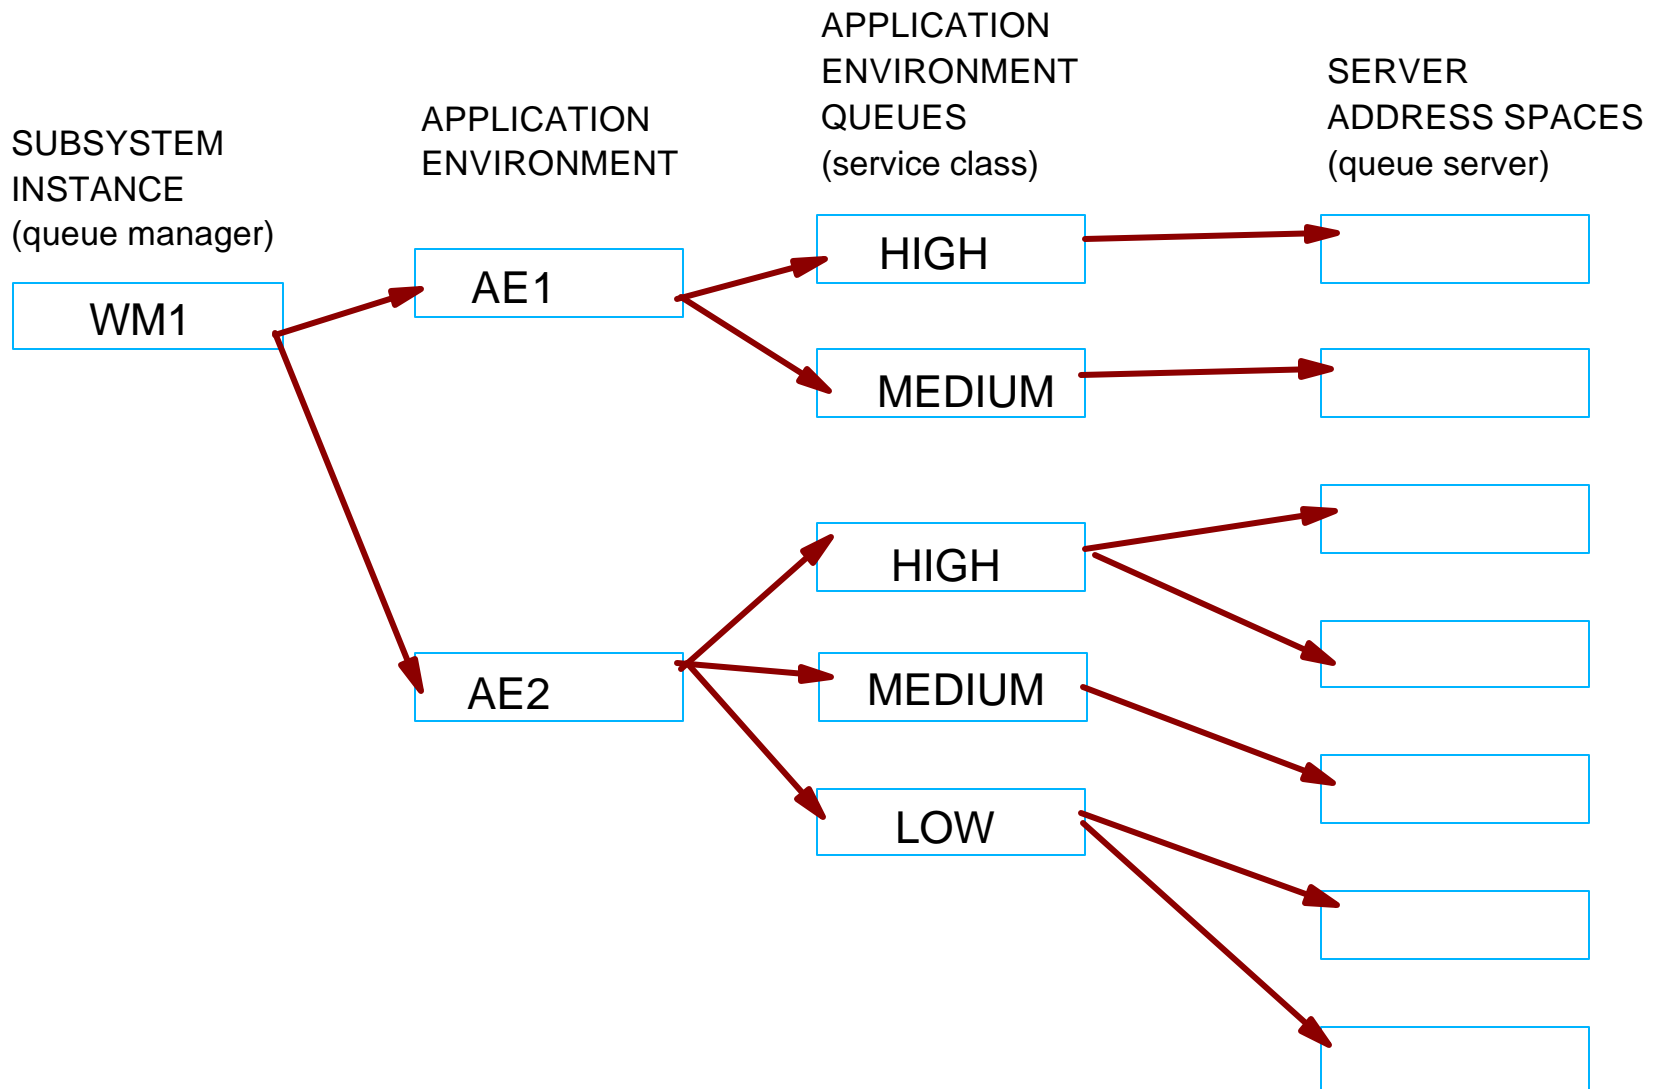 SUBSYSTEM
INSTANCE
(queue manager)
WM1
APPLICATION
ENVIRONMENT
AE1
AE2
APPLICATION
ENVIRONMENT
QUEUES
(service class)
HIGH
MEDIUM
HIGH
MEDIUM
LOW
SERVER
ADDRESS SPACES
(queue server)